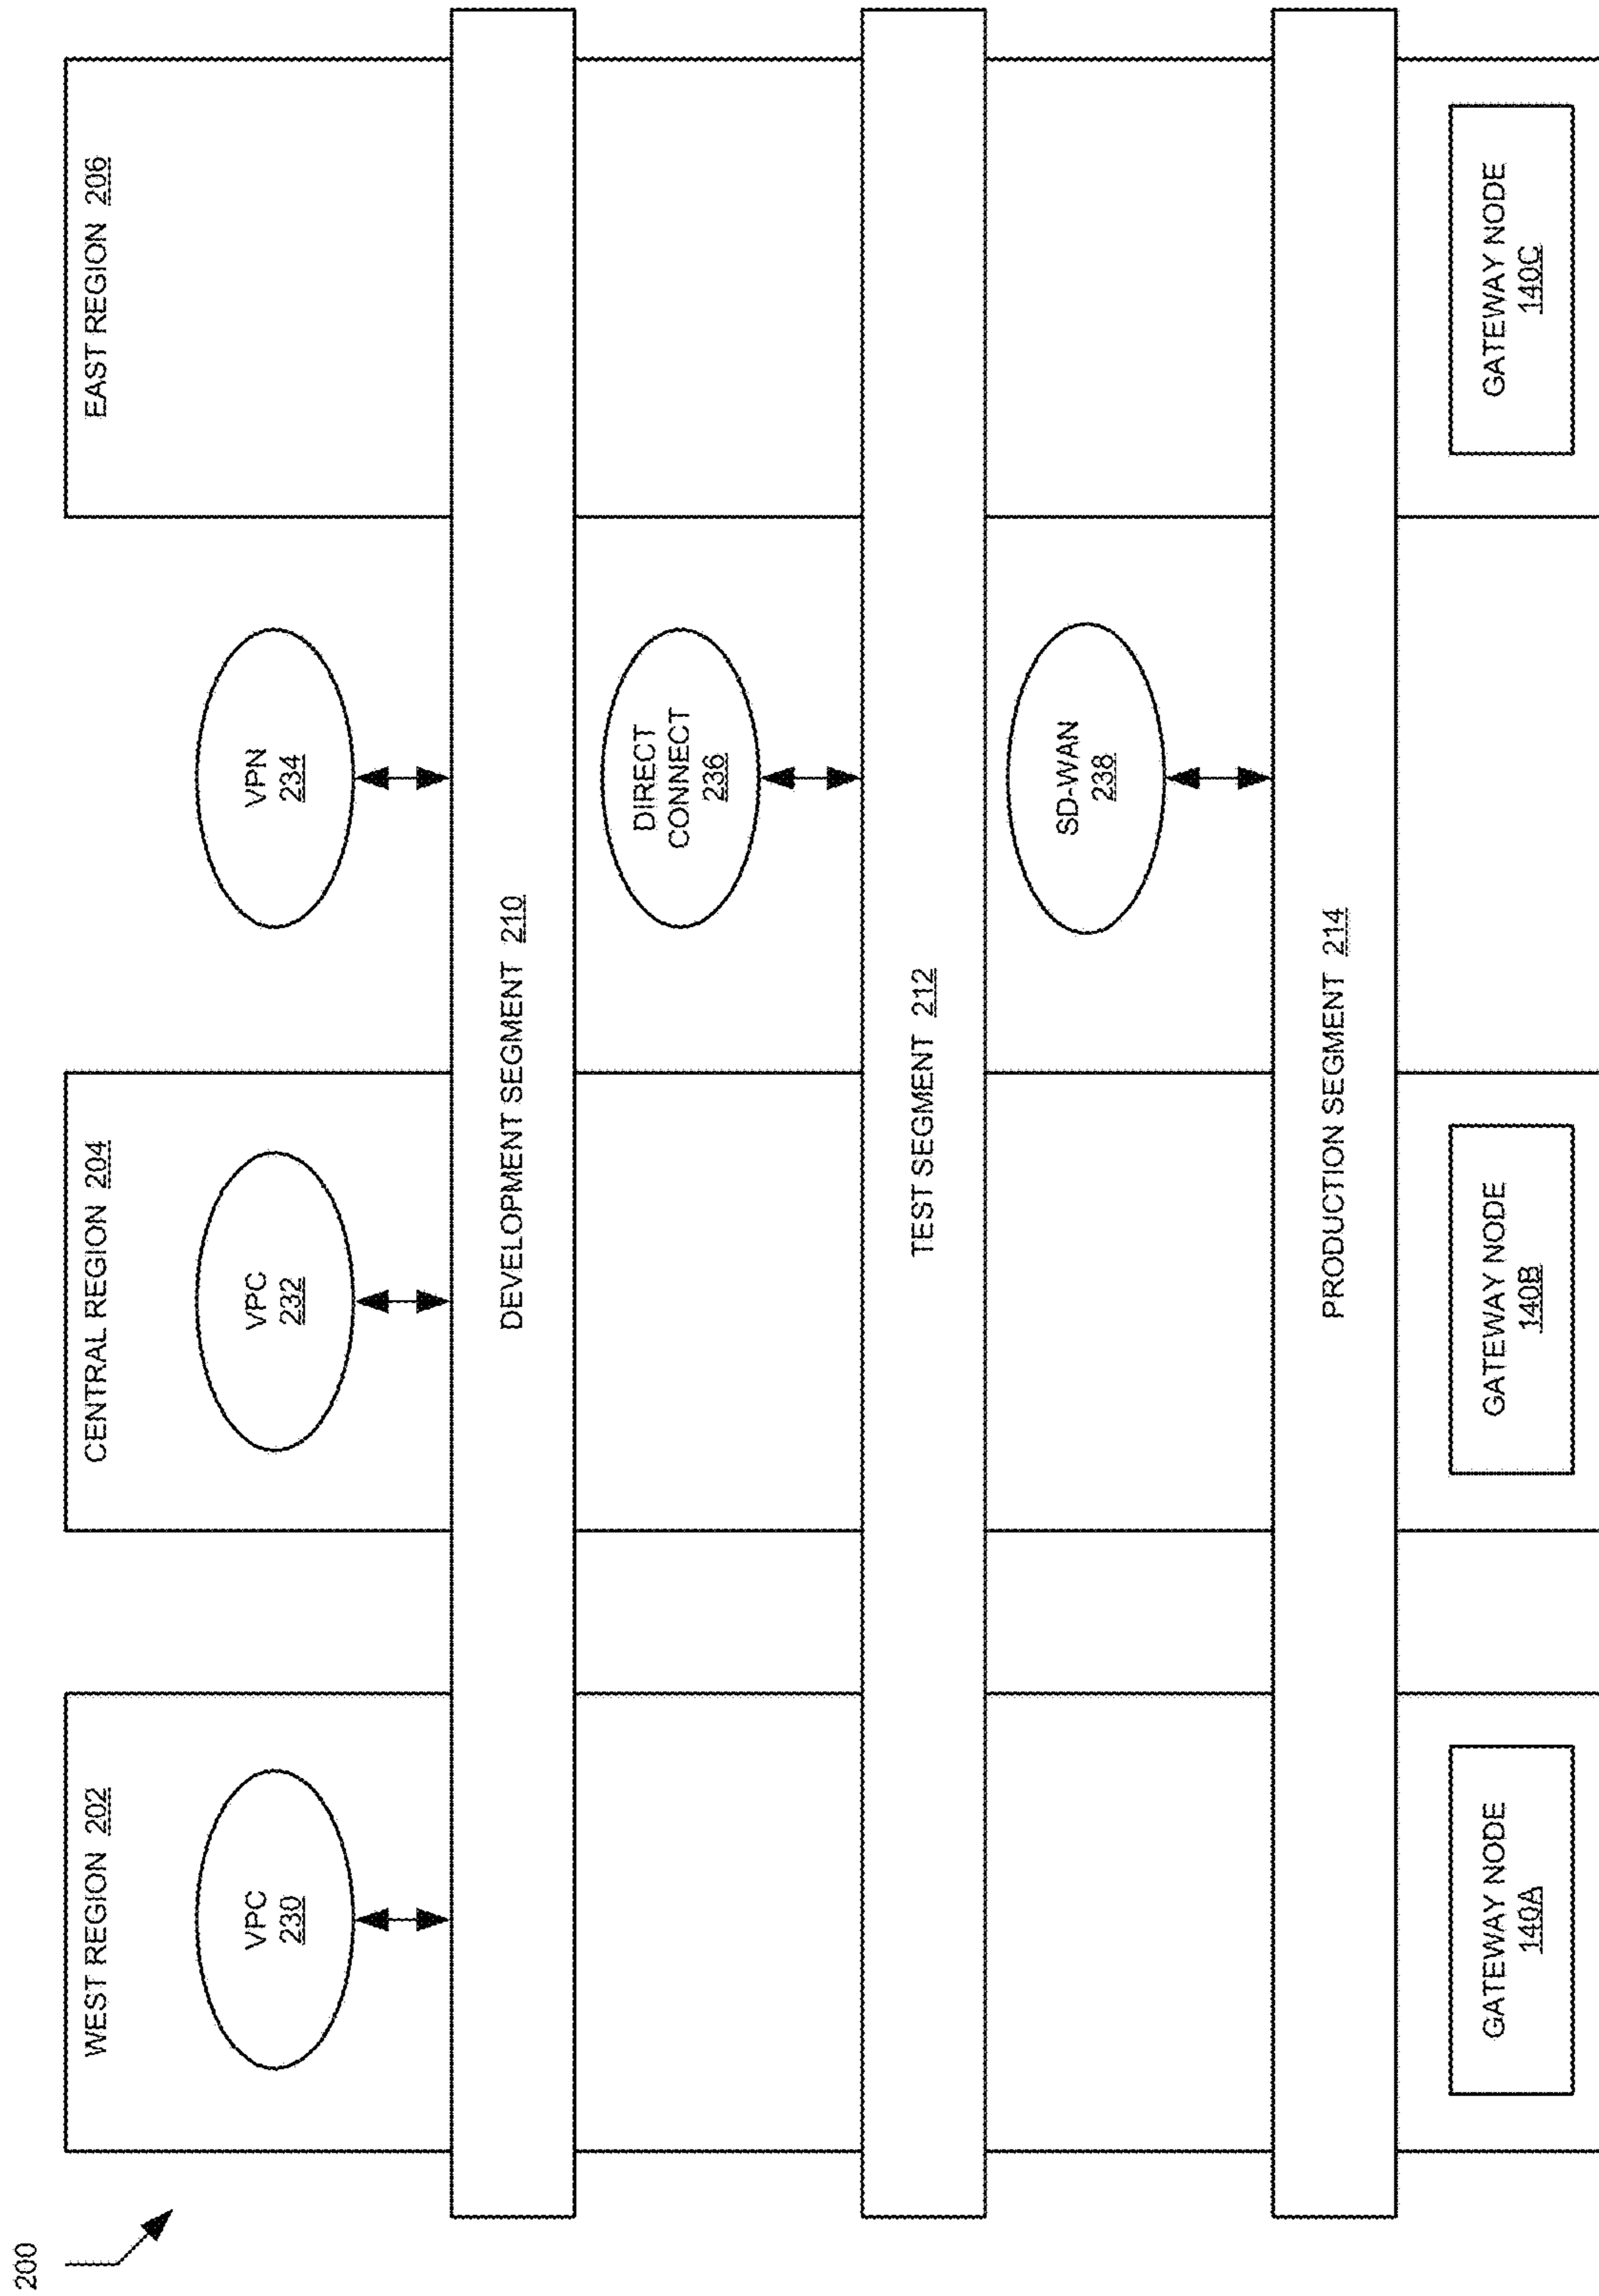 200
WEST REGION 202
CENTRAL REGION 204
EAST REGION 206
VPC
230
VPC
232
VPN
234
DEVELOPMENT SEGMENT 210
DIRECT
CONNECT
236
TEST SEGMENT 212
SD-WAN
238
PRODUCTION SEGMENT 214
GATEWAY NODE
140A
GATEWAY NODE
140B
GATEWAY NODE
140C